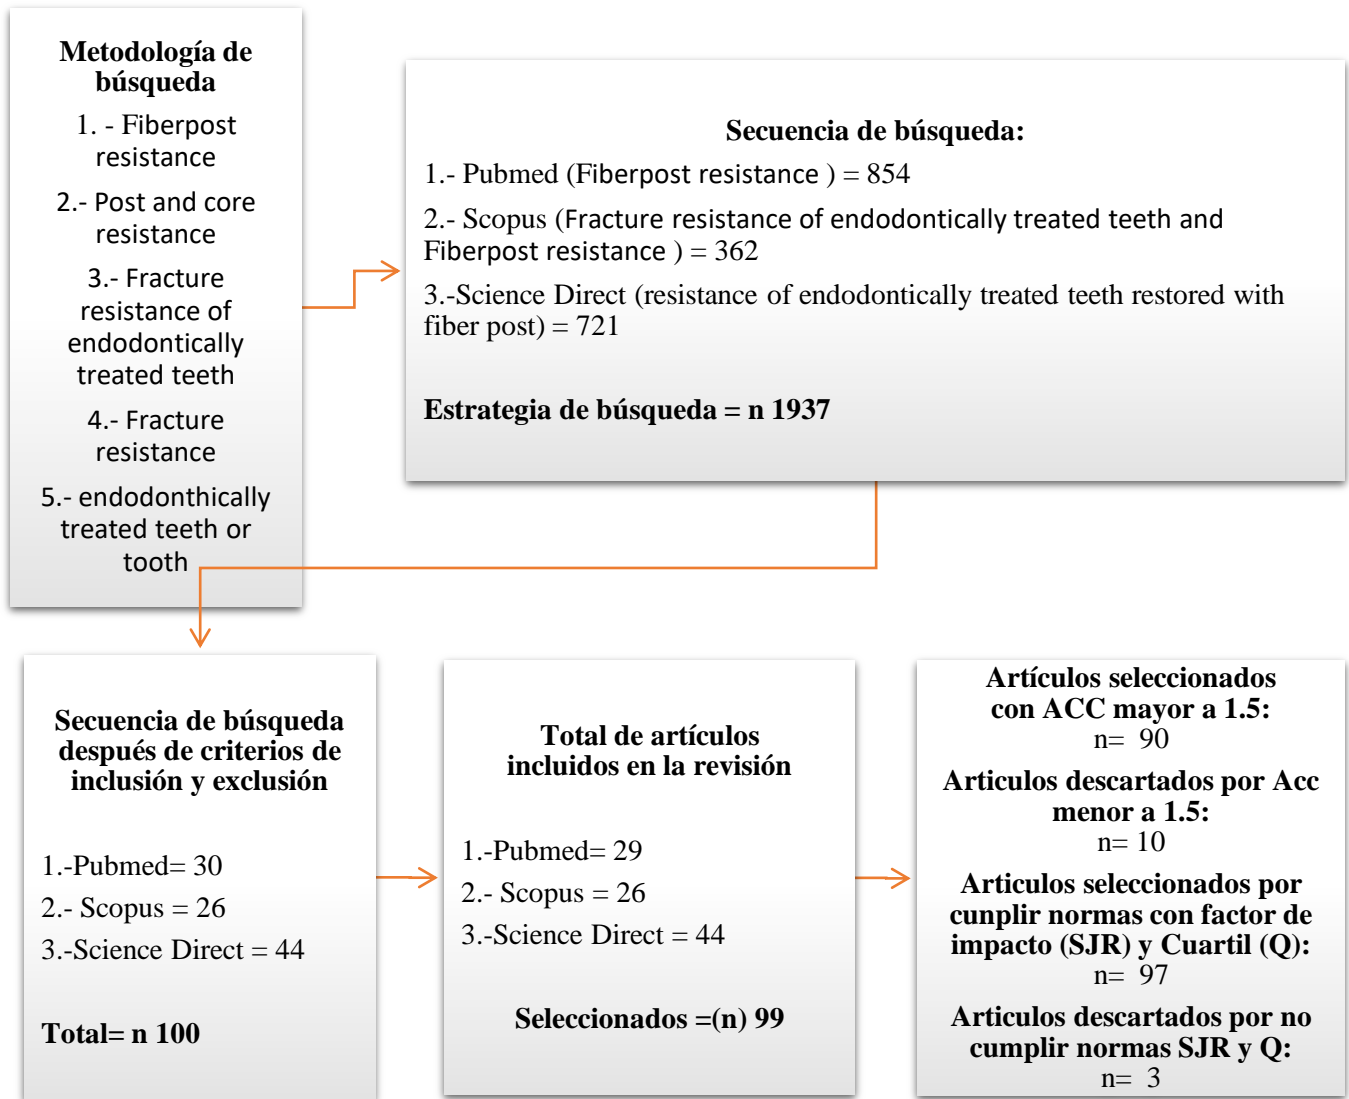 Metodología de
búsqueda
1. - Fiberpost
resistance
2.- Post and core
resistance
3.- Fracture
resistance of
endodontically
treated teeth
4.- Fracture
resistance
5.- endodonthically
treated teeth or
tooth
Secuencia de búsqueda:
1.- Pubmed (Fiberpost resistance ) = 854
2.- Scopus (Fracture resistance of endodontically treated teeth and
Fiberpost resistance ) = 362
3.-Science Direct (resistance of endodontically treated teeth restored with
fiber post) = 721
Estrategia de búsqueda = n 1937
Secuencia de búsqueda
después de criterios de
inclusión y exclusión
1.-Pubmed= 30
2.- Scopus = 26
3.-Science Direct = 44
Total= n 100
Total de artículos
incluidos en la revisión
1.-Pubmed= 29
2.- Scopus = 26
3.-Science Direct = 44
Seleccionados =(n) 99
Artículos seleccionados
con ACC mayor a 1.5:
n= 90
Articulos descartados por Acc
menor a 1.5:
n= 10
Articulos seleccionados por
cunplir normas con factor de
impacto (SJR) y Cuartil (Q):
n= 97
Articulos descartados por no
cumplir normas SJR y Q:
n= 3